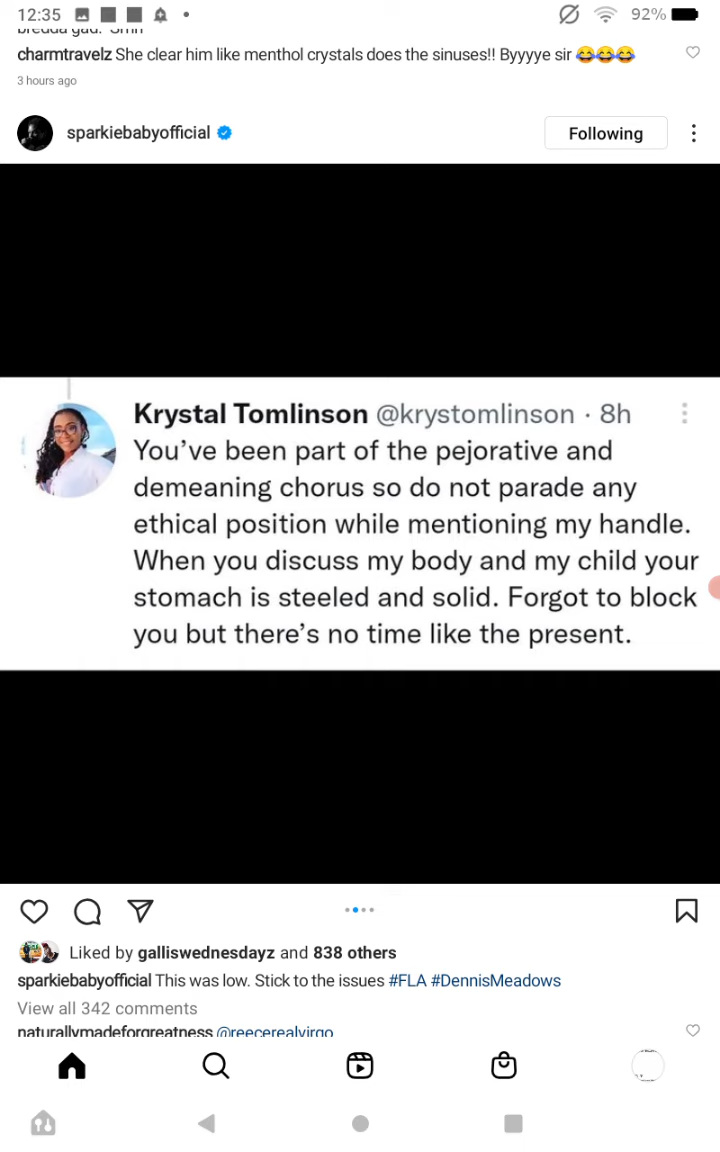 12:35
92%
charmtravelz She clear him like menthol crystals does the sinuses!! Byyyye sir 😂😂😂
3 hours ago
sparkiebabyofficial
Following
Krystal Tomlinson @krystomlinson · 8h
You've been part of the pejorative and
demeaning chorus so do not parade any
ethical position while mentioning my handle.
When you discuss my body and my child your
stomach is steeled and solid. Forgot to block
you but there's no time like the present.
Liked by galliswednesdayz and 838 others
sparkiebabyofficial This was low. Stick to the issues #FLA #DennisMeadows
View all 342 comments
naturallymadeforgreatness @reecerealvirgo